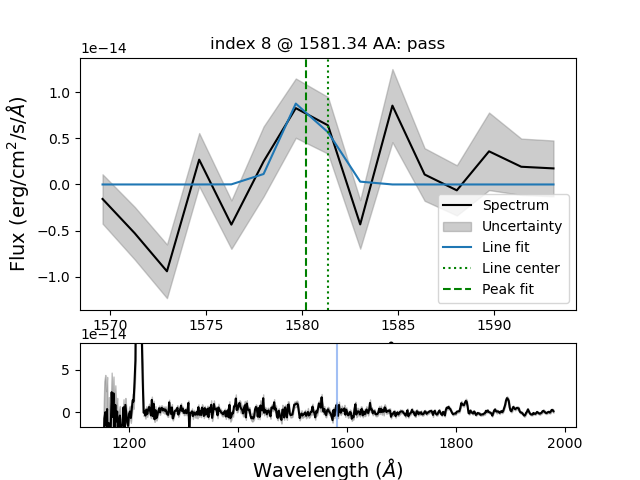 index 8 @ 1581.34 AA: pass
1e−14
1.0
0.5
0.0
−0.5
−1.0
Flux (erg/cm²/s/Å)
Spectrum
Uncertainty
Line fit
Line center
Peak fit
1570 1575 1580 1585 1590
1e−14
5
0
1200 1400 1600 1800 2000
Wavelength (Å)